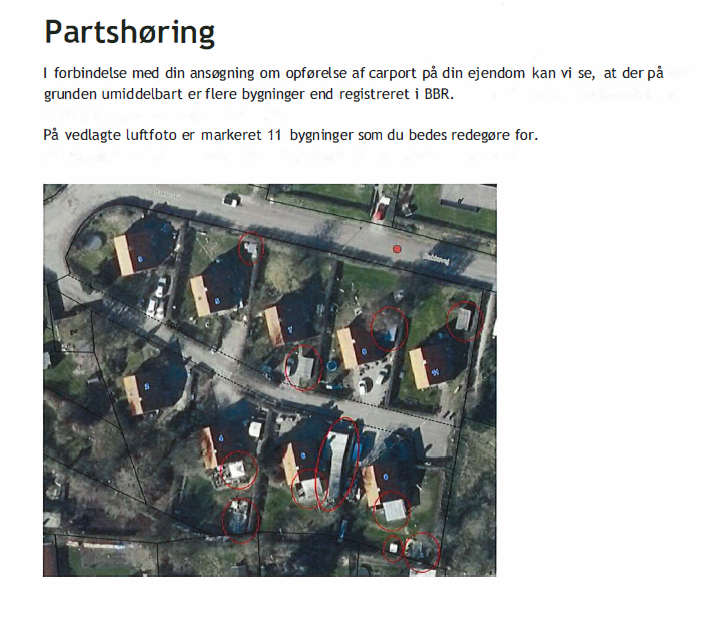 Partshøring
I forbindelse med din ansøgning om opførelse af carport på din ejendom kan vi se, at der på
grunden umiddelbart er flere bygninger end registreret i BBR.
På vedlagte luftfoto er markeret 11 bygninger som du bedes redegøre for.